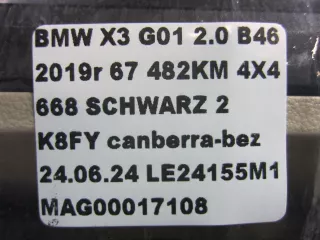 BMW X3 G01 2.0 B46
2019r 67 482KM 4X4
668 SCHWARZ 2
K8FY canberra-bez
24.06.24 LE24155M1
MAG00017108